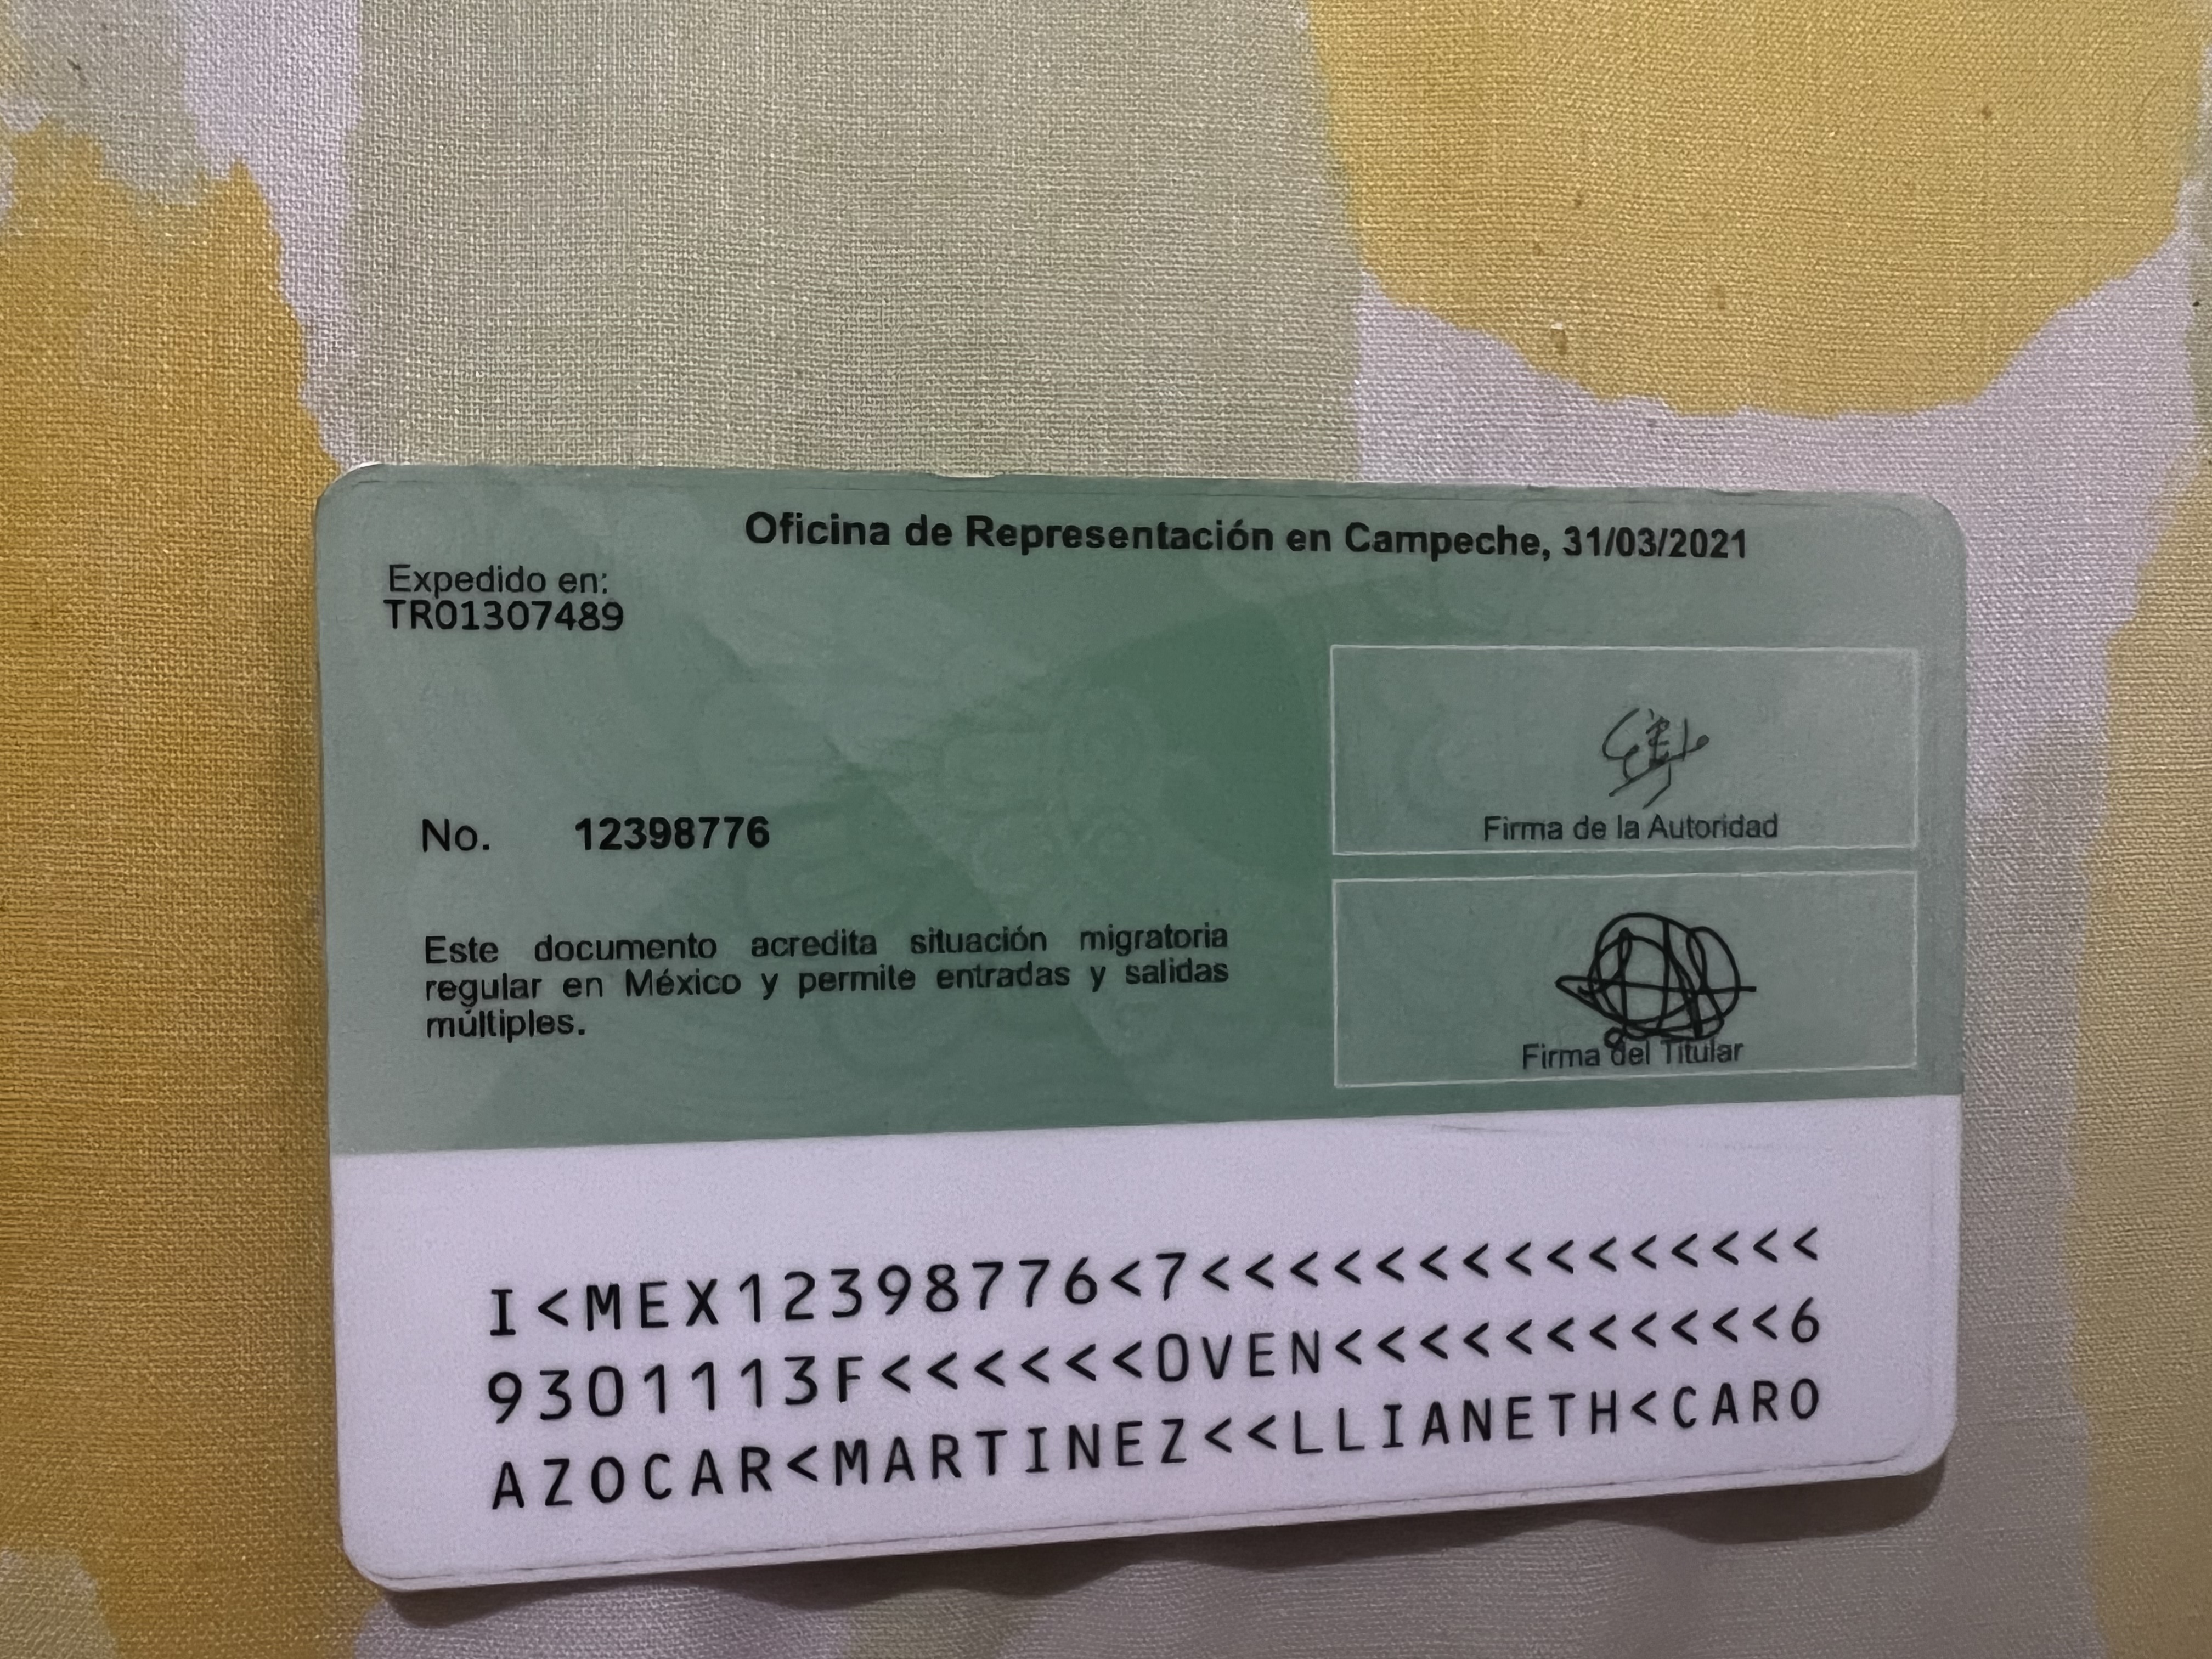 Oficina de Representación en Campeche, 31/03/2021
Expedido en:
TR01307489
Firma de la Autoridad
No. 12398776
Este documento acredita situación migratoria
regular en México y permite entradas y salidas
múltiples.
Firma del Titular
I<MEX12398776<7<<<<<<<<<<<<<<<
9301113F<<<<<<OVEN<<<<<<<<<<<6
AZOCAR<MARTINEZ<<LLIANETH<CARO